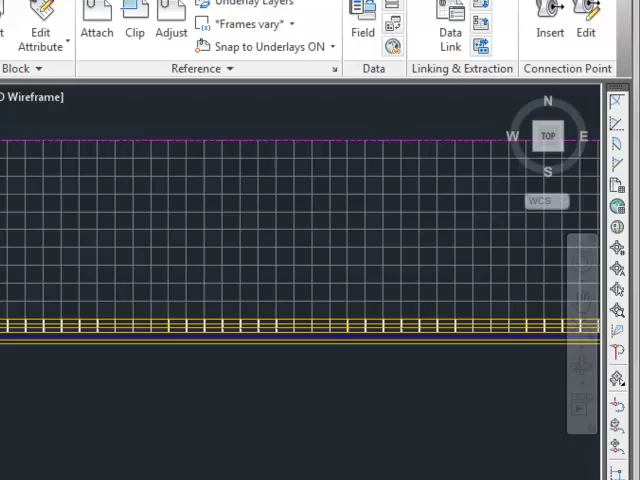 Underlay Layers
Edit
Attribute
Attach
Clip
Adjust
*Frames vary*
Snap to Underlays ON
Field
Data
Link
Insert
Edit
Block
Reference
Data
Linking & Extraction
Connection Point
D Wireframe]
N
W
TOP
E
S
WCS